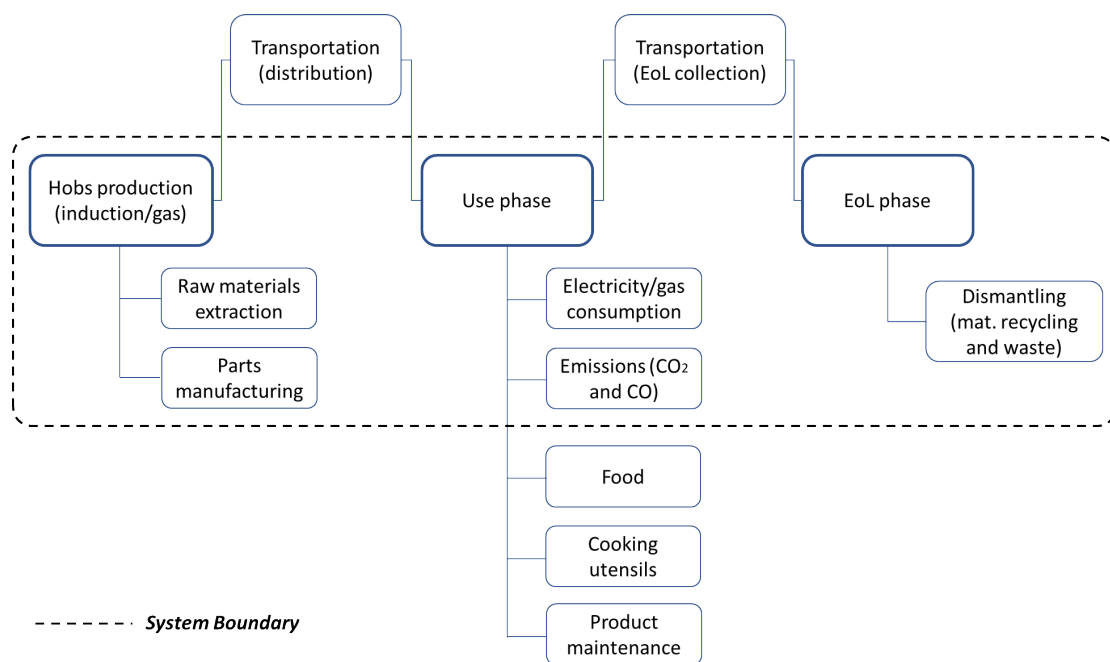 Transportation
(distribution)
Transportation
(EoL collection)
Hobs production
(induction/gas)
Use phase
EoL phase
Raw materials
extraction
Parts
manufacturing
Electricity/gas
consumption
Emissions (CO₂
and CO)
Dismantling
(mat. recycling
and waste)
Food
Cooking
utensils
Product
maintenance
System Boundary